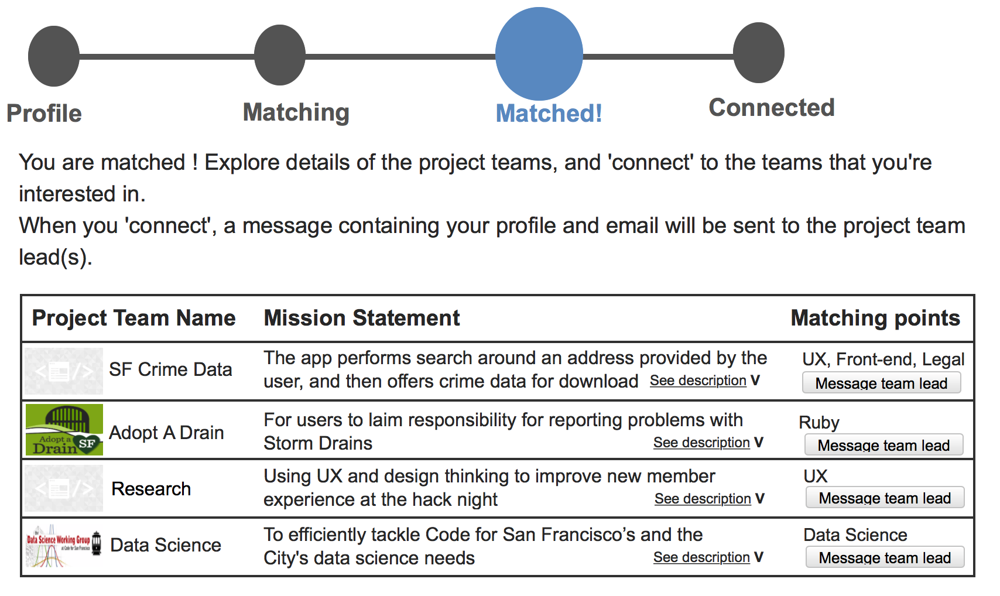 Profile
Matching
Matched!
Connected
You are matched ! Explore details of the project teams, and 'connect' to the teams that you're
interested in.
When you 'connect', a message containing your profile and email will be sent to the project team
lead(s).
Project Team Name Mission Statement Matching points
</>
SF Crime Data
The app performs search around an address provided by the
user, and then offers crime data for download See description V
UX, Front-end, Legal
Message team lead
Adopt a
Drain SF
Adopt A Drain
For users to laim responsibility for reporting problems with
Storm Drains See description V
Ruby
Message team lead
</>
Research
Using UX and design thinking to improve new member
experience at the hack night See description V
UX
Message team lead
the
Data Science Working Group
at Code for San Francisco
Data Science
To efficiently tackle Code for San Francisco’s and the
City's data science needs See description V
Data Science
Message team lead